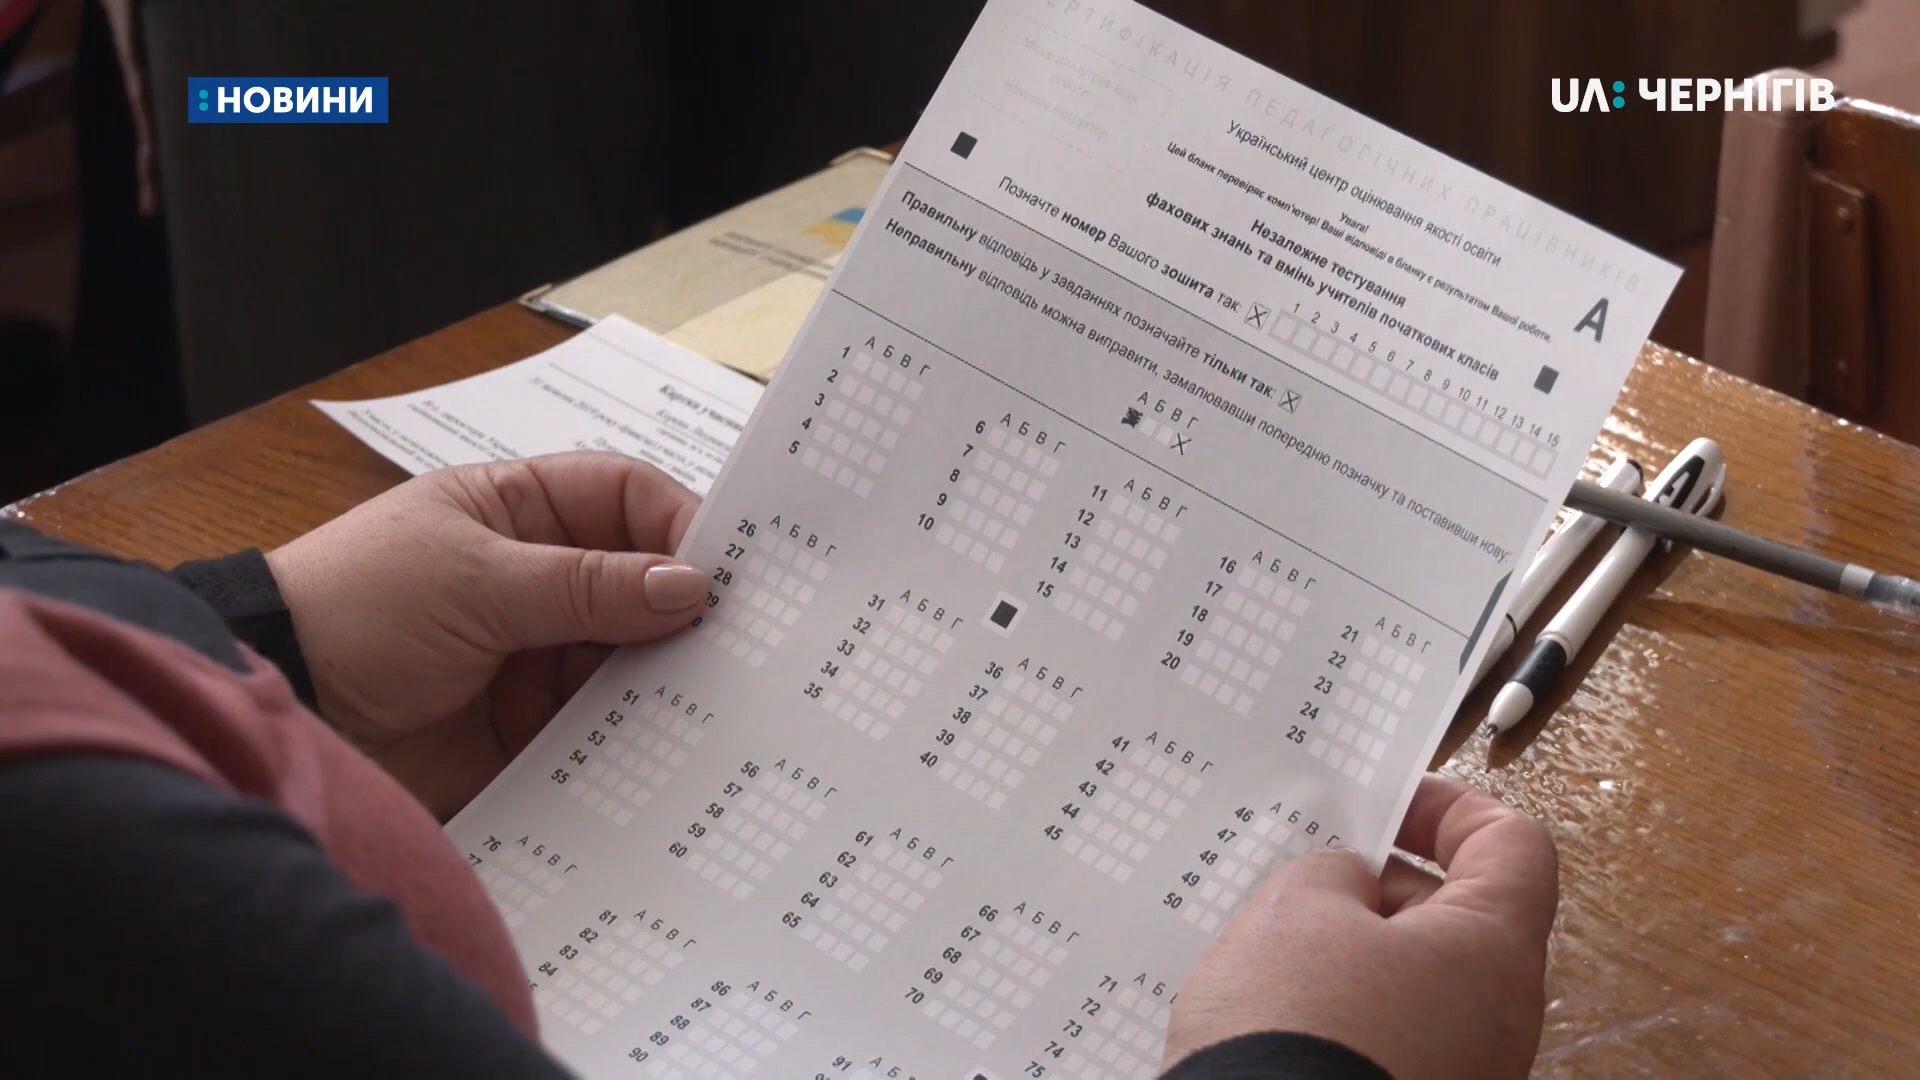 :НОВИНИ
UA: ЧЕРНІГІВ
СЕРТИФІКАЦІЯ ПЕДАГОГІЧНИХ ПРАЦІВНИКІВ
Український центр оцінювання якості освіти
Увага!
Цей бланк перевіряє комп'ютер! Ваші відповіді в бланку є результатом Вашої роботи.
Незалежне тестування
фахових знань та вмінь учителів початкових класів
А
1 2 3 4 5 6 7 8 9 10 11 12 13 14 15
Позначте номер Вашого зошита так:
Правильну відповідь у завданнях позначайте тільки так:
Неправильну відповідь можна виправити, замалювавши попередню позначку та поставивши нову:
А Б В Г
А Б В Г
1
2
3
4
5
А Б В Г
6
7
8
9
10
А Б В Г
11
12
13
14
15
А Б В Г
16
17
18
19
20
А Б В Г
21
22
23
24
25
А Б В Г
26
27
28
29
А Б В Г
31
32
33
34
35
А Б В Г
36
37
38
39
40
А Б В Г
41
42
43
44
45
А Б В Г
46
47
48
49
50
А Б В Г
51
52
53
54
55
А Б В Г
56
57
58
59
60
А Б В Г
61
62
63
64
65
А Б В Г
66
67
68
69
70
А Б
71
72
73
74
75
А Б В Г
76
77
А Б В Г
81
82
83
84
А Б В Г
86
87
88
89
90
А Б В Г
91